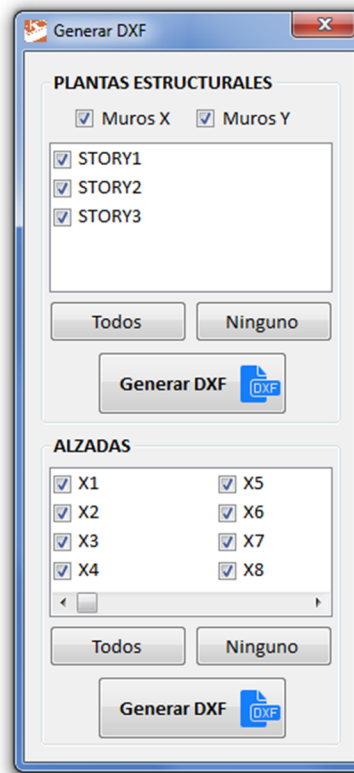 Generar DXF
PLANTAS ESTRUCTURALES
Muros X Muros Y
STORY1
STORY2
STORY3
Todos Ninguno
Generar DXF DXF
ALZADAS
X1 X5
X2 X6
X3 X7
X4 X8
Todos Ninguno
Generar DXF DXF